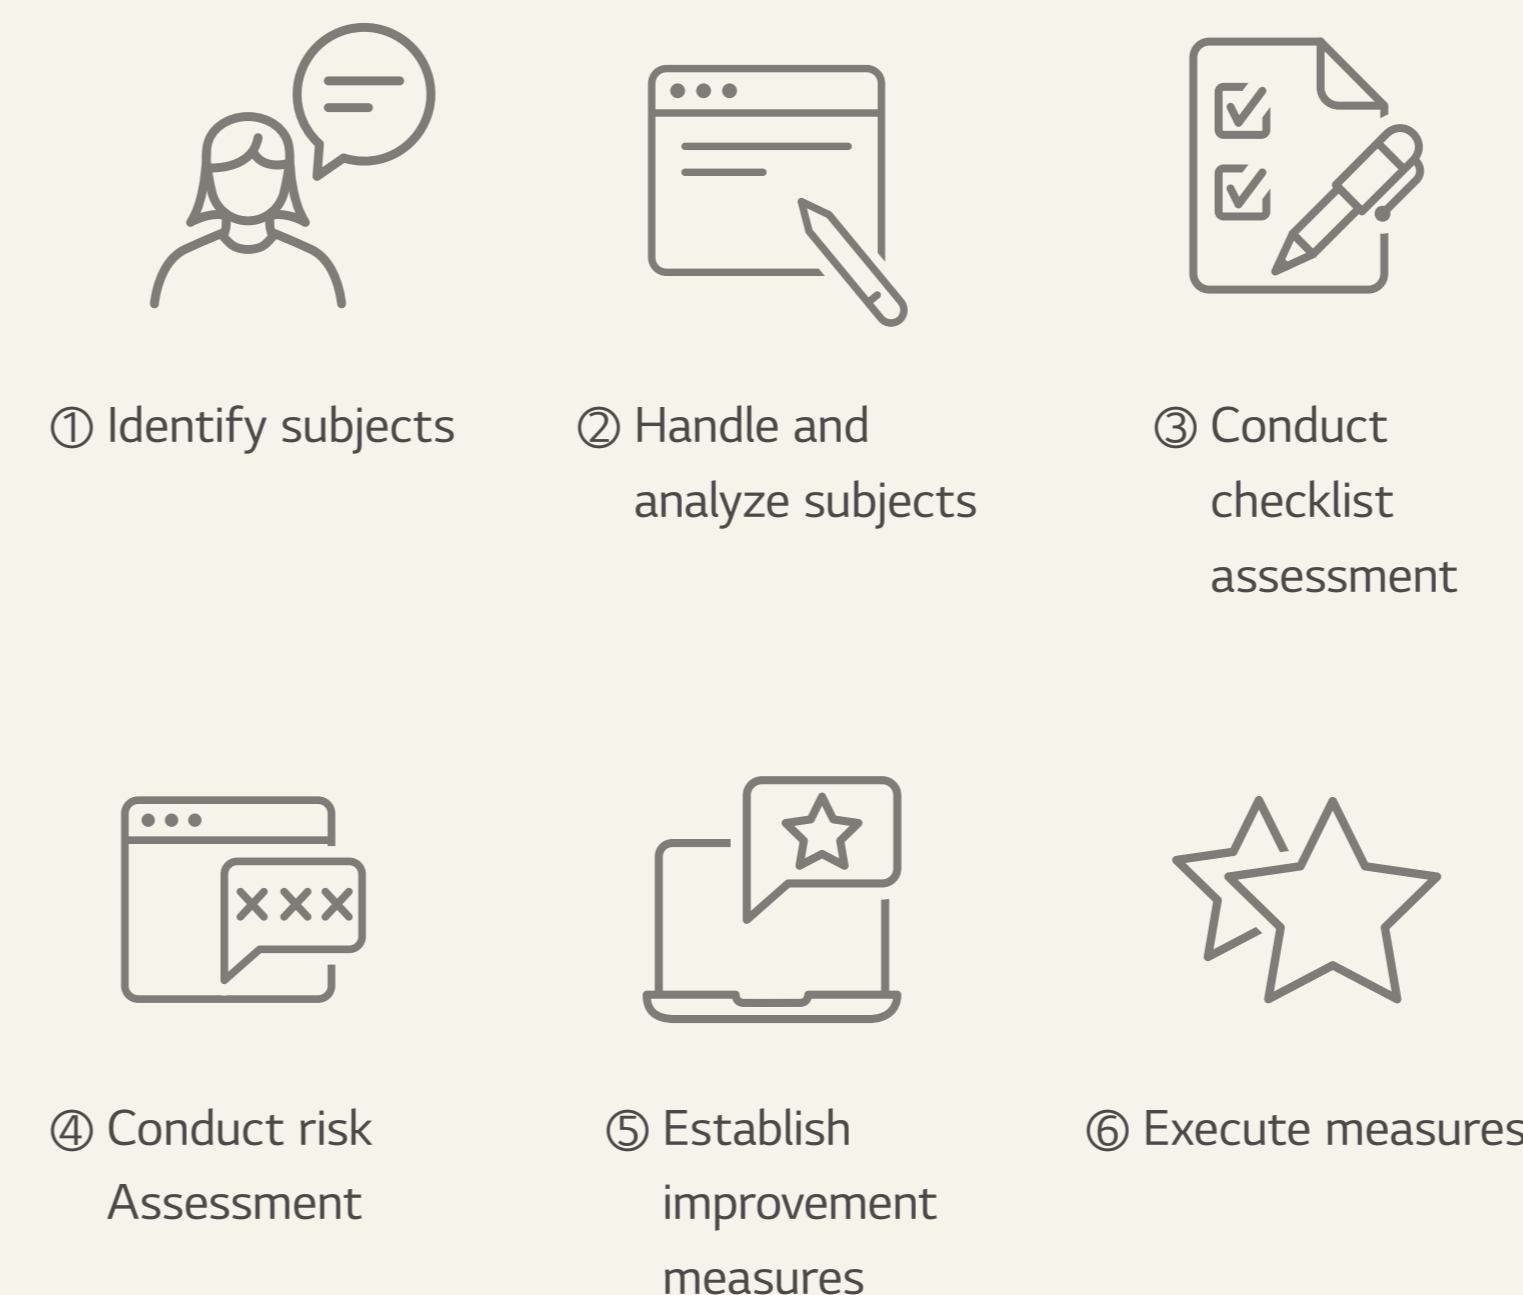 ① Identify subjects
② Handle and
analyze subjects
③ Conduct
checklist
assessment
④ Conduct risk
Assessment
⑤ Establish
improvement
measures
⑥ Execute measures